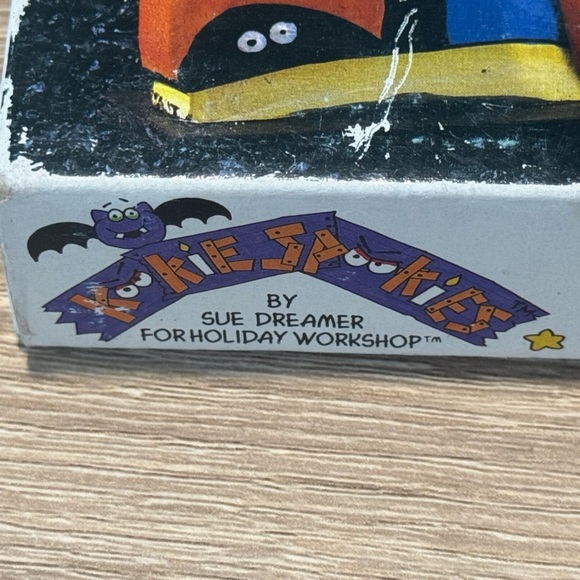 KOOKIE SPOOKIES™
BY
SUE DREAMER
FOR HOLIDAY WORKSHOP™